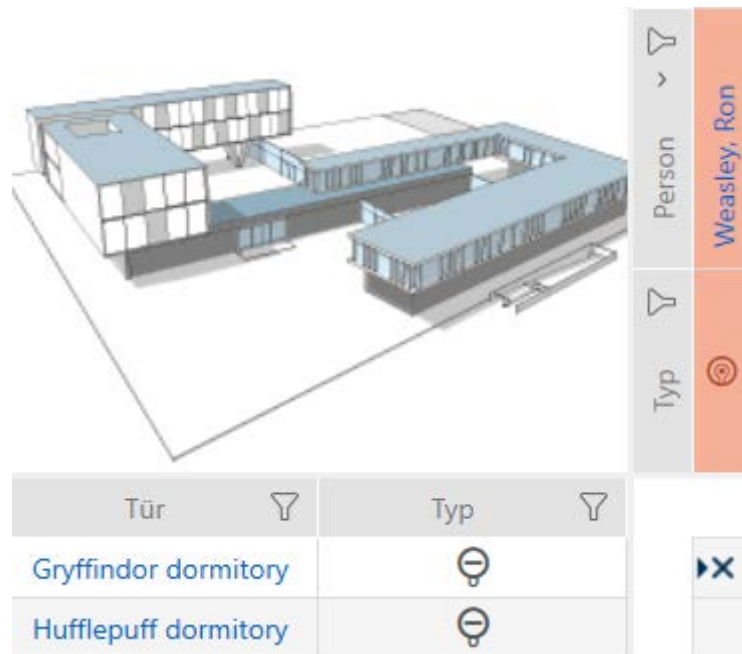 Person
Weasley, Ron
Typ
Tür
Typ
Gryffindor dormitory
Hufflepuff dormitory